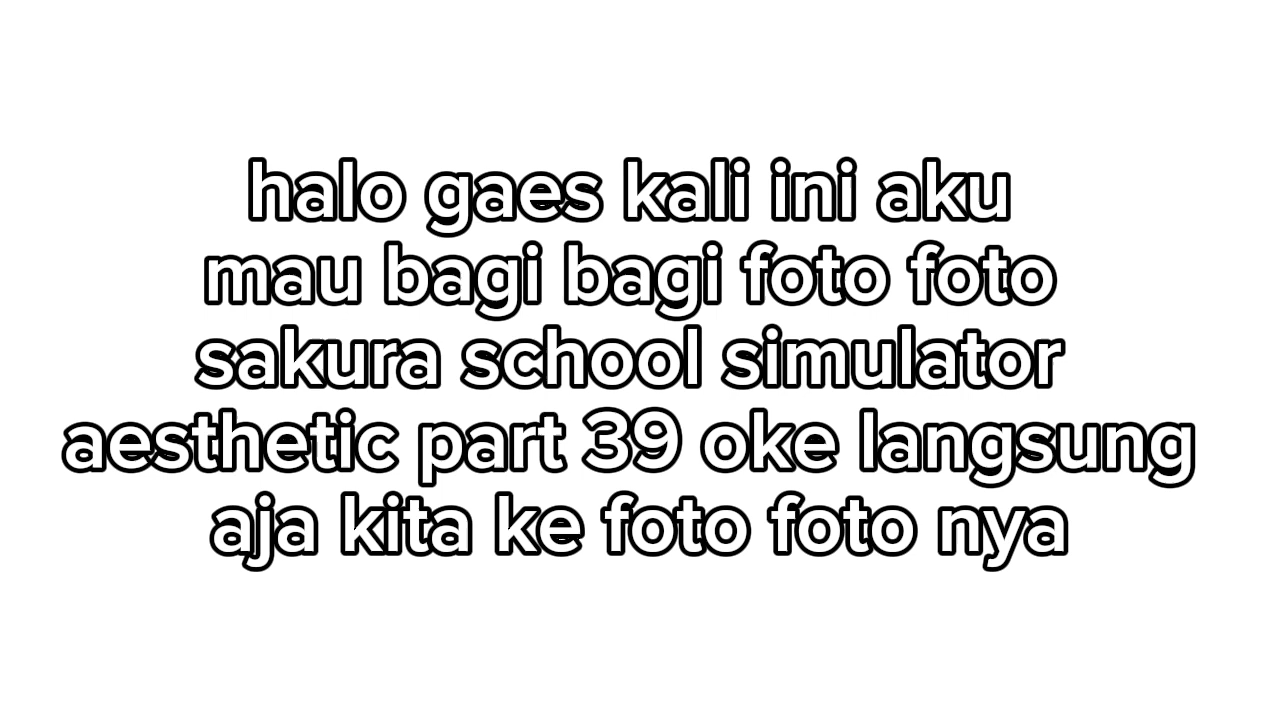 halo gaes kali ini aku
mau bagi bagi foto foto
sakura school simulator
aesthetic part 39 oke langsung
aja kita ke foto foto nya